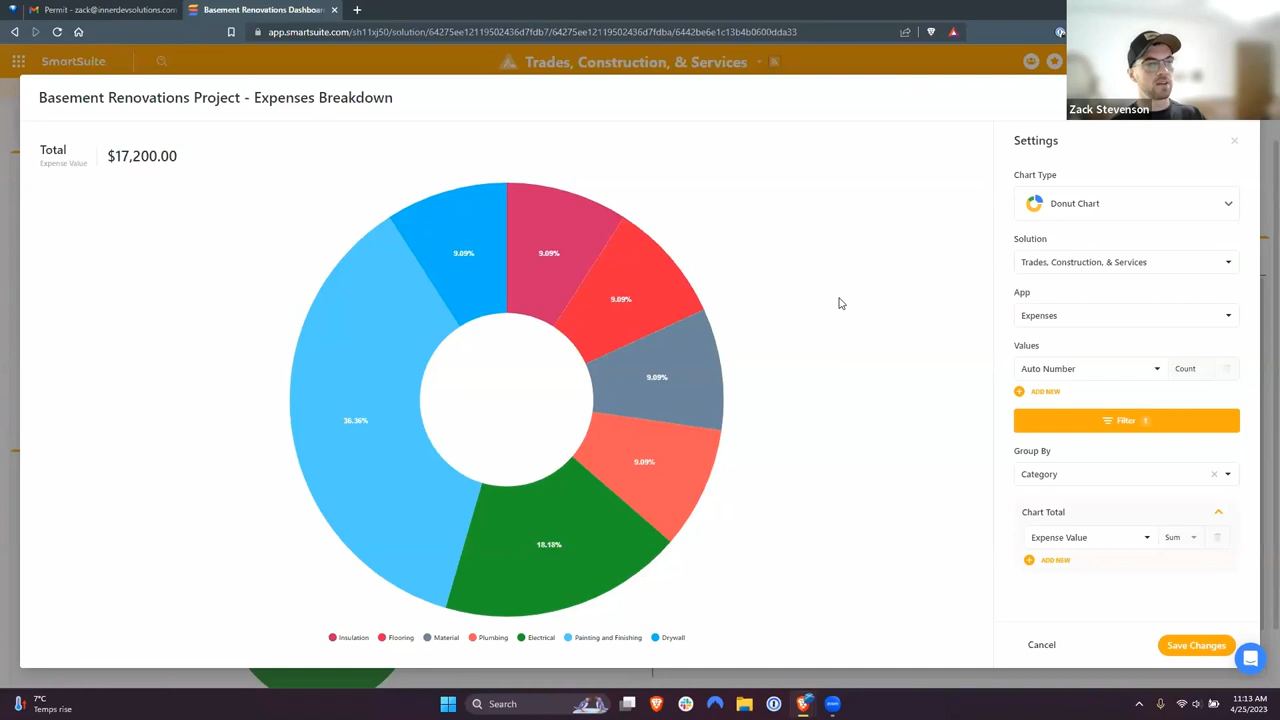 Permit - zack@innerdevsolutions.com
Basement Renovations Dashboar
app.smartsuite.com/sh11xj50/solution/64275ee12119502436d7fdb7/64275ee12119502436d7fdba/6442be6e1c13b4b0600dda33
SmartSuite
Trades, Construction, & Services
Zack Stevenson
Basement Renovations Project - Expenses Breakdown
Total
Expense Value
$17,200.00
9.09%
9.09%
9.09%
9.09%
9.09%
36.36%
18.18%
Insulation
Flooring
Material
Plumbing
Electrical
Painting and Finishing
Drywall
Settings
Chart Type
Donut Chart
Solution
Trades, Construction, & Services
App
Expenses
Values
Auto Number
Count
ADD NEW
Filter 1
Group By
Category
Chart Total
Expense Value
Sum
ADD NEW
Cancel
Save Changes
7°C
Temps rise
Search
zoom
11:13 AM
4/25/2023